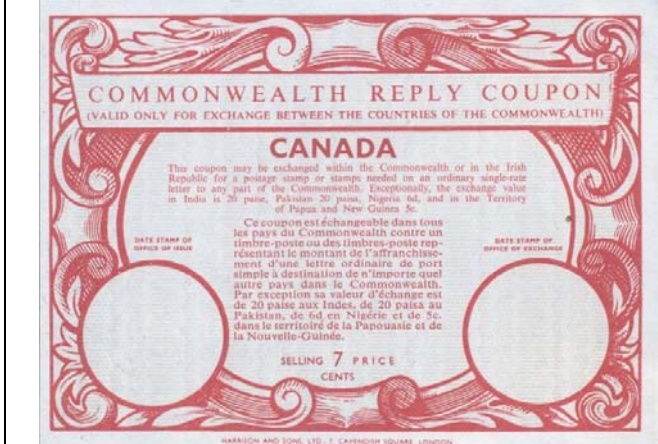 COMMONWEALTH REPLY COUPON
(VALID ONLY FOR EXCHANGE BETWEEN THE COUNTRIES OF THE COMMONWEALTH)
CANADA
This coupon may be exchanged within the Commonwealth or in the Irish
Republic for a postage stamp or stamps needed on an ordinary single-rate
letter to any part of the Commonwealth. Exceptionally, the exchange value
in India is 20 paise, Pakistan 20 paisa, Nigeria 6d, and in the Territory
of Papua and New Guinea 5c.
Ce coupon est échangeable dans tous
les pays du Commonwealth contre un
timbre-poste ou des timbres-poste rep-
résentant le montant de l'affranchisse-
ment d'une lettre ordinaire de port
simple à destination de n'importe quel
autre pays dans le Commonwealth.
Par exception sa valeur d'échange est
de 20 paise aux Indes, de 20 paisa au
Pakistan, de 6d en Nigérie et de 5c.
dans le territoire de la Papouasie et de
la Nouvelle-Guinée.
DATE STAMP OF
OFFICE OF ISSUE
DATE STAMP OF
OFFICE OF EXCHANGE
SELLING 7 PRICE
CENTS
HARRISON AND SONS, LTD., 7, CAVENDISH SQUARE, LONDON